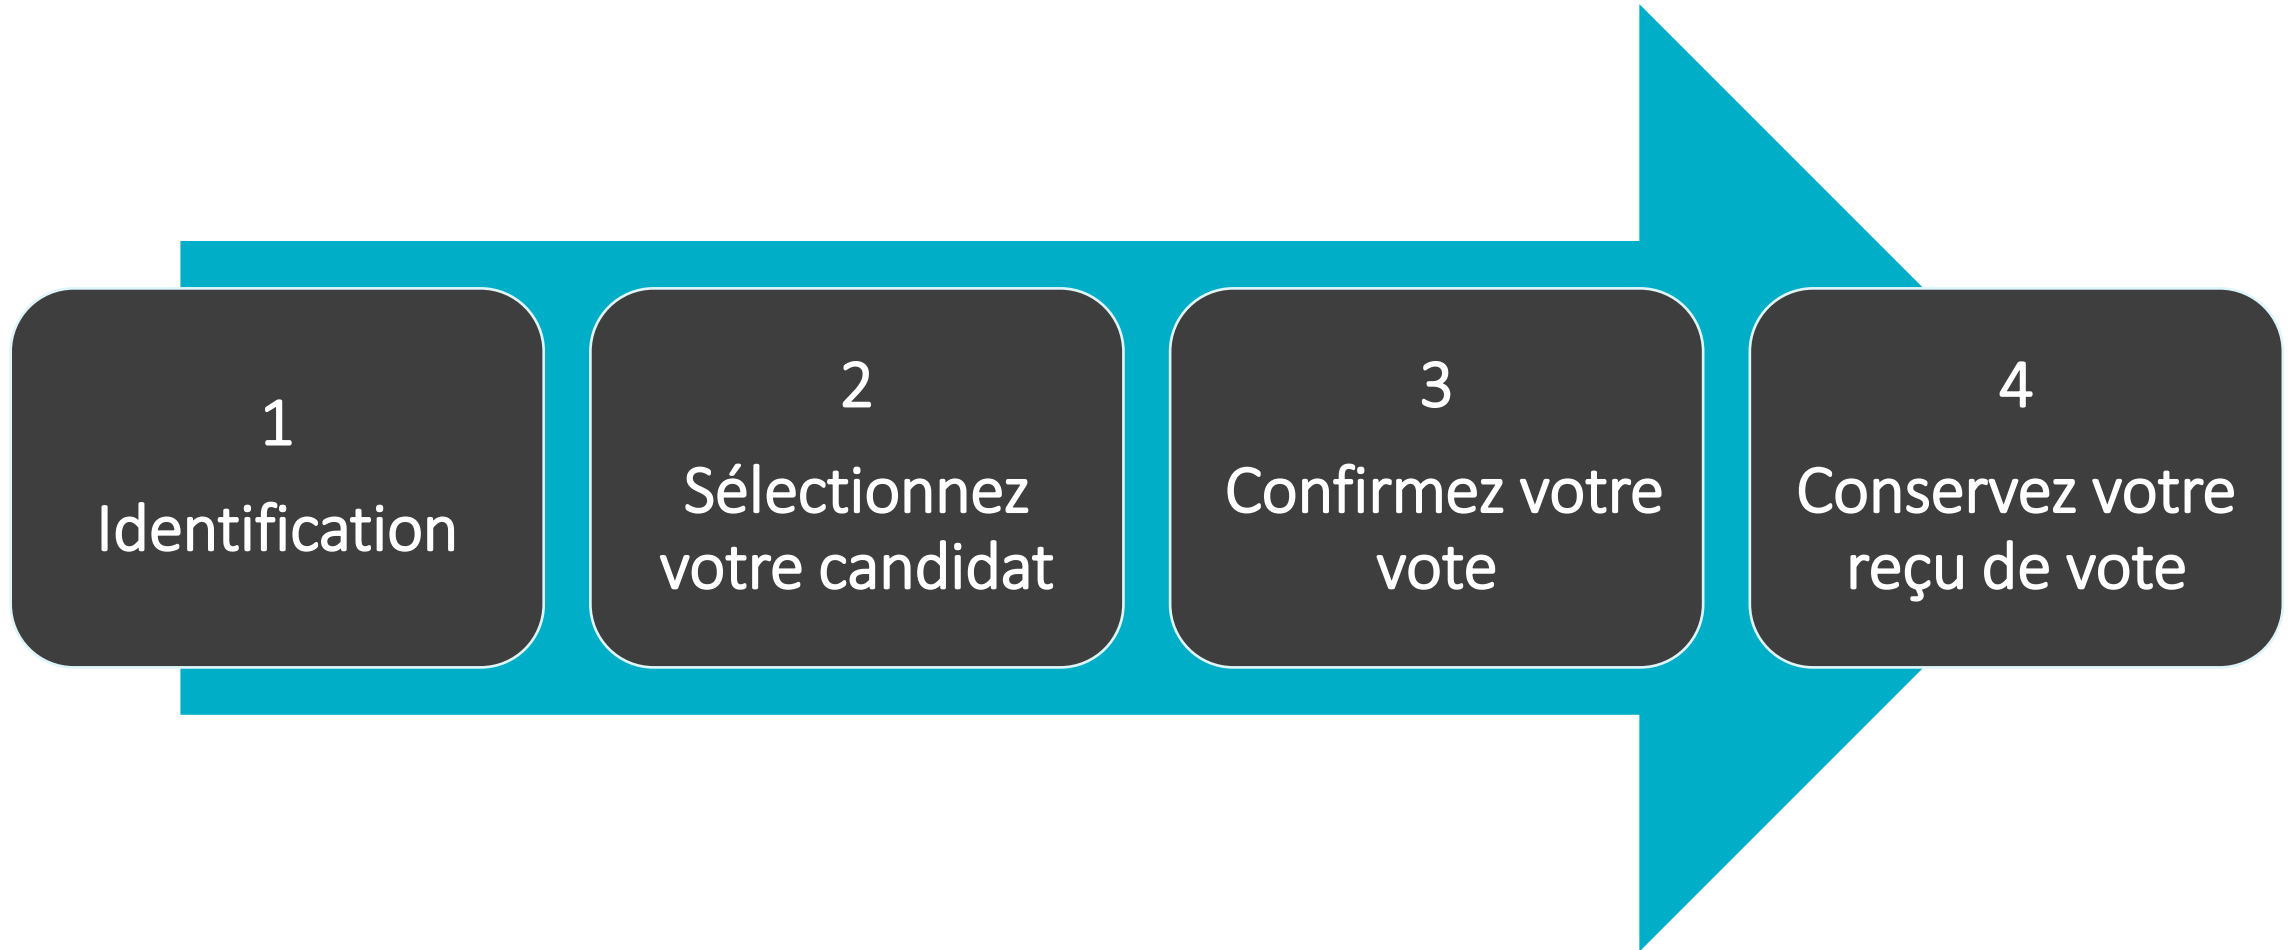 1
Identification
2
Sélectionnez
votre candidat
3
Confirmez votre
vote
4
Conservez votre
reçu de vote